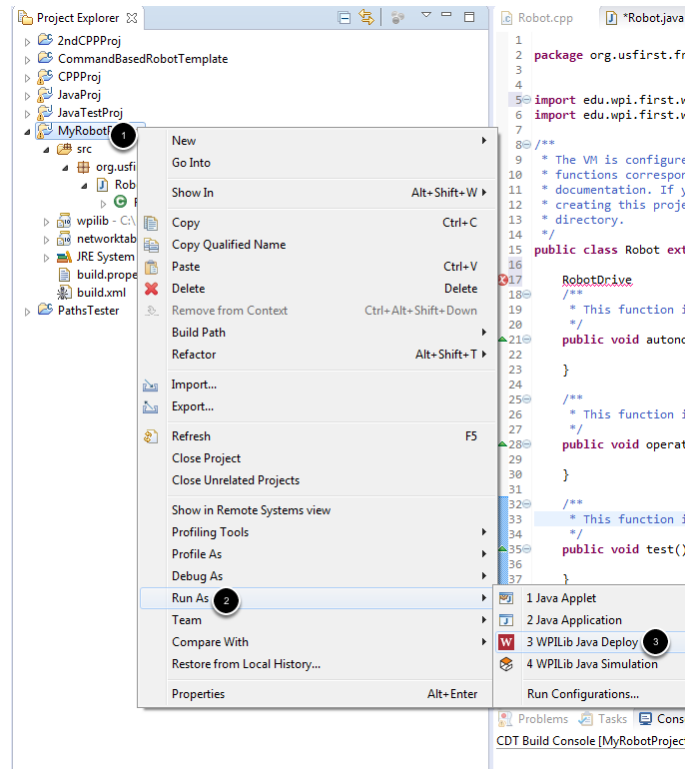 Project Explorer
2ndCPPProj
CommandBasedRobotTemplate
CPPProj
JavaProj
JavaTestProj
MyRobotP
1
src
org.usfi
Rob
wpilib - C:\
networktab
JRE System
build.prope
build.xml
PathsTester
New
Go Into
Show In Alt+Shift+W
Copy Ctrl+C
Copy Qualified Name
Paste Ctrl+V
Delete Delete
Remove from Context Ctrl+Alt+Shift+Down
Build Path
Refactor Alt+Shift+T
Import...
Export...
Refresh F5
Close Project
Close Unrelated Projects
Show in Remote Systems view
Profiling Tools
Profile As
Debug As
Run As 2
Team
Compare With
Restore from Local History...
Properties Alt+Enter
1 Java Applet
2 Java Application
3 WPILib Java Deploy 3
4 WPILib Java Simulation
Run Configurations...
Robot.cpp *Robot.java
1
2 package org.usfirst.fr
3
4
5 import edu.wpi.first.w
6 import edu.wpi.first.w
7
8 /**
9 * The VM is configure
10 * functions correspon
11 * documentation. If y
12 * creating this proje
13 * directory.
14 */
15 public class Robot ext
16
17 RobotDrive
18 /**
19 * This function i
20 */
21 public void autono
22
23 }
24
25 /**
26 * This function i
27 */
28 public void operat
29
30 }
31
32 /**
33 * This function i
34 */
35 public void test()
36
37 }
Problems Tasks Cons
CDT Build Console [MyRobotProject